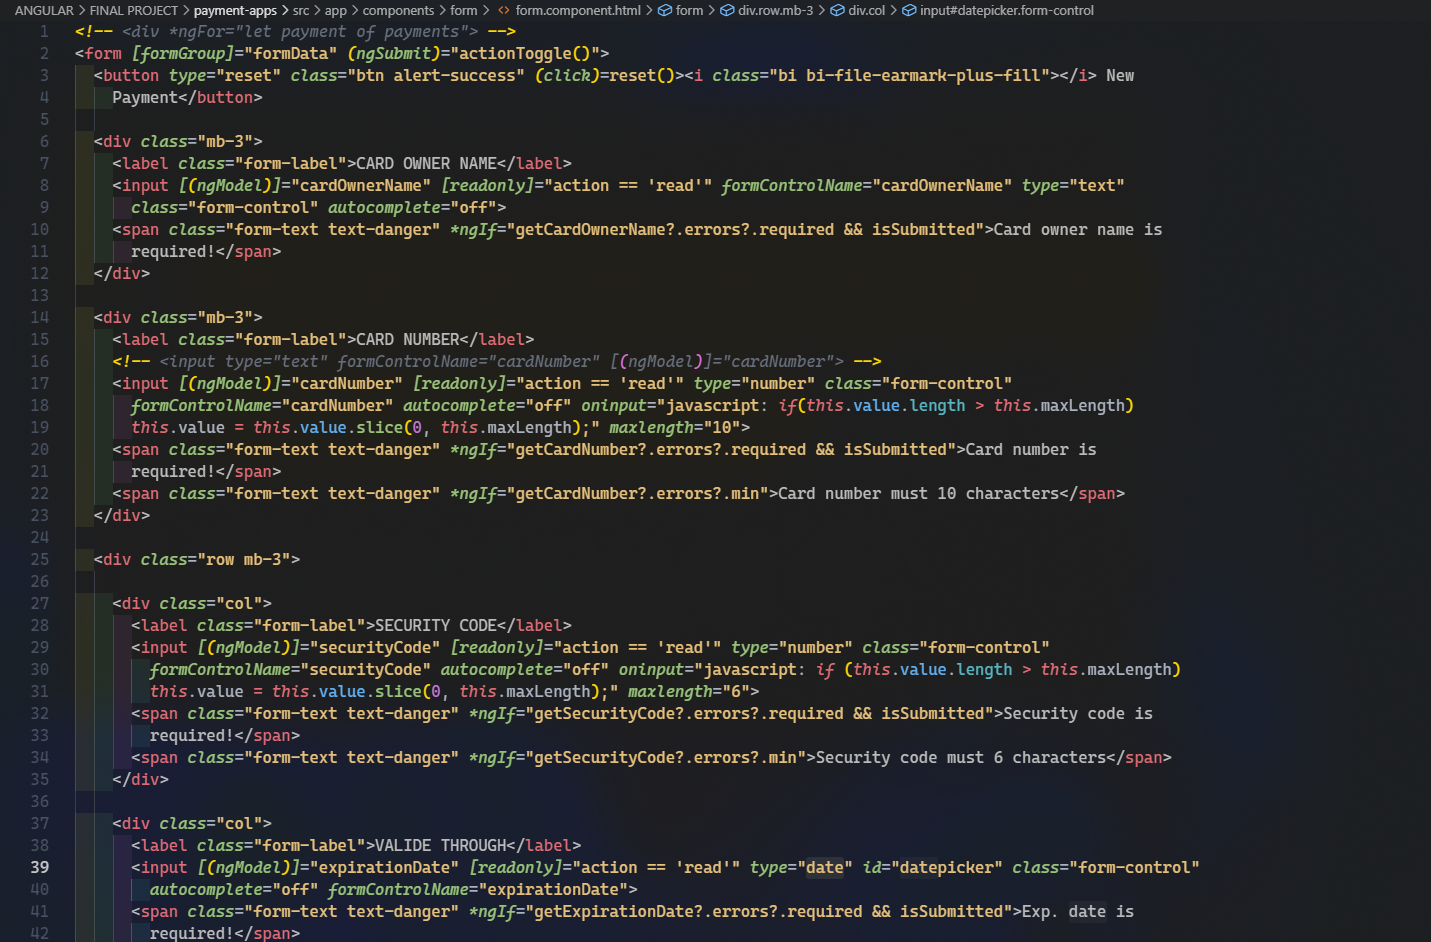 ANGULAR > FINAL PROJECT > payment-apps > src > app > components > form > <> form.component.html > form > div.row.mb-3 > div.col > input#datepicker.form-control
1 <!-- <div *ngFor="let payment of payments"> -->
2 <form [formGroup]="formData" (ngSubmit)="actionToggle()">
3 <button type="reset" class="btn alert-success" (click)=reset()><i class="bi bi-file-earmark-plus-fill"></i> New
4 Payment</button>
5
6 <div class="mb-3">
7 <label class="form-label">CARD OWNER NAME</label>
8 <input [(ngModel)]="cardOwnerName" [readonly]="action == 'read'" formControlName="cardOwnerName" type="text"
9 class="form-control" autocomplete="off">
10 <span class="form-text text-danger" *ngIf="getCardOwnerName?.errors?.required && isSubmitted">Card owner name is
11 required!</span>
12 </div>
13
14 <div class="mb-3">
15 <label class="form-label">CARD NUMBER</label>
16 <!-- <input type="text" formControlName="cardNumber" [(ngModel)]="cardNumber"> -->
17 <input [(ngModel)]="cardNumber" [readonly]="action == 'read'" type="number" class="form-control"
18 formControlName="cardNumber" autocomplete="off" oninput="javascript: if(this.value.length > this.maxLength)
19 this.value = this.value.slice(0, this.maxLength);" maxlength="10">
20 <span class="form-text text-danger" *ngIf="getCardNumber?.errors?.required && isSubmitted">Card number is
21 required!</span>
22 <span class="form-text text-danger" *ngIf="getCardNumber?.errors?.min">Card number must 10 characters</span>
23 </div>
24
25 <div class="row mb-3">
26
27 <div class="col">
28 <label class="form-label">SECURITY CODE</label>
29 <input [(ngModel)]="securityCode" [readonly]="action == 'read'" type="number" class="form-control"
30 formControlName="securityCode" autocomplete="off" oninput="javascript: if (this.value.length > this.maxLength)
31 this.value = this.value.slice(0, this.maxLength);" maxlength="6">
32 <span class="form-text text-danger" *ngIf="getSecurityCode?.errors?.required && isSubmitted">Security code is
33 required!</span>
34 <span class="form-text text-danger" *ngIf="getSecurityCode?.errors?.min">Security code must 6 characters</span>
35 </div>
36
37 <div class="col">
38 <label class="form-label">VALIDE THROUGH</label>
39 <input [(ngModel)]="expirationDate" [readonly]="action == 'read'" type="date" id="datepicker" class="form-control"
40 autocomplete="off" formControlName="expirationDate">
41 <span class="form-text text-danger" *ngIf="getExpirationDate?.errors?.required && isSubmitted">Exp. date is
42 required!</span>